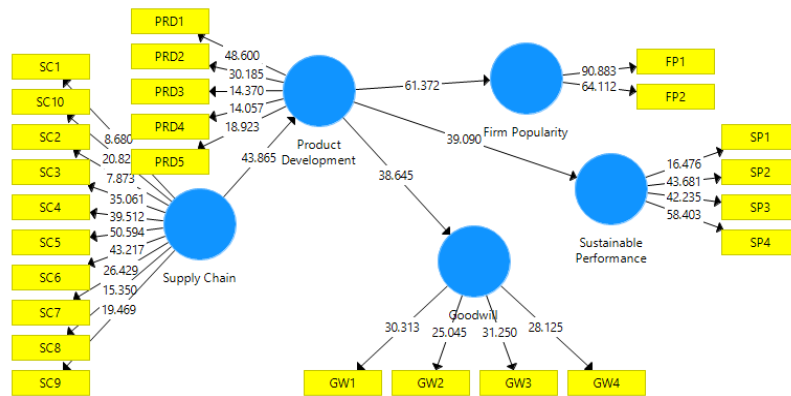 PRD1
PRD2
PRD3
PRD4
PRD5
48.600
30.185
14.370
14.057
18.923
SC1
SC10
SC2
SC3
SC4
SC5
SC6
SC7
SC8
SC9
8.680
20.82
7.873
35.061
39.512
50.594
43.217
26.429
15.350
19.469
Supply Chain
43.865
Product
Development
61.372
39.090
38.645
Firm Popularity
90.883
64.112
FP1
FP2
Sustainable
Performance
16.476
43.681
42.235
58.403
SP1
SP2
SP3
SP4
Goodwill
30.313
25.045
31.250
28.125
GW1
GW2
GW3
GW4